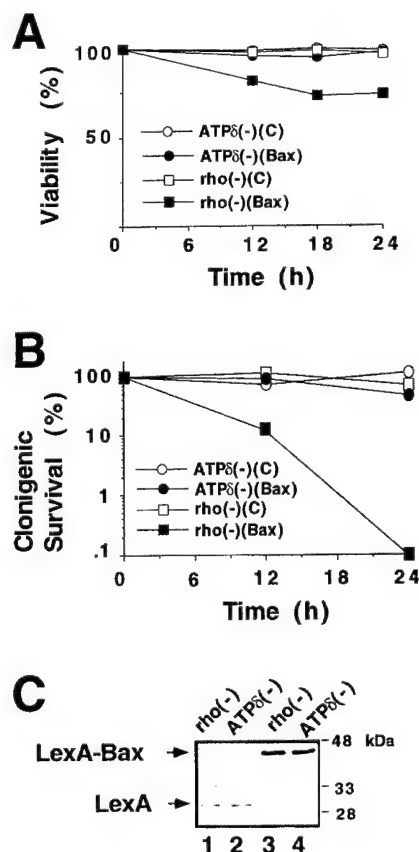 A
100
50
Viability (%)
ATPδ(-)(C)
ATPδ(-)(Bax)
rho(-)(C)
rho(-)(Bax)
0 6 12 18 24
Time (h)
B
100
10
1
.1
Clonigenic
Survival (%)
ATPδ(-)(C)
ATPδ(-)(Bax)
rho(-)(C)
rho(-)(Bax)
0 6 12 18 24
Time (h)
C
rho(-) ATPδ(-) rho(-) ATPδ(-)
LexA-Bax
LexA
48 kDa
33
28
1 2 3 4